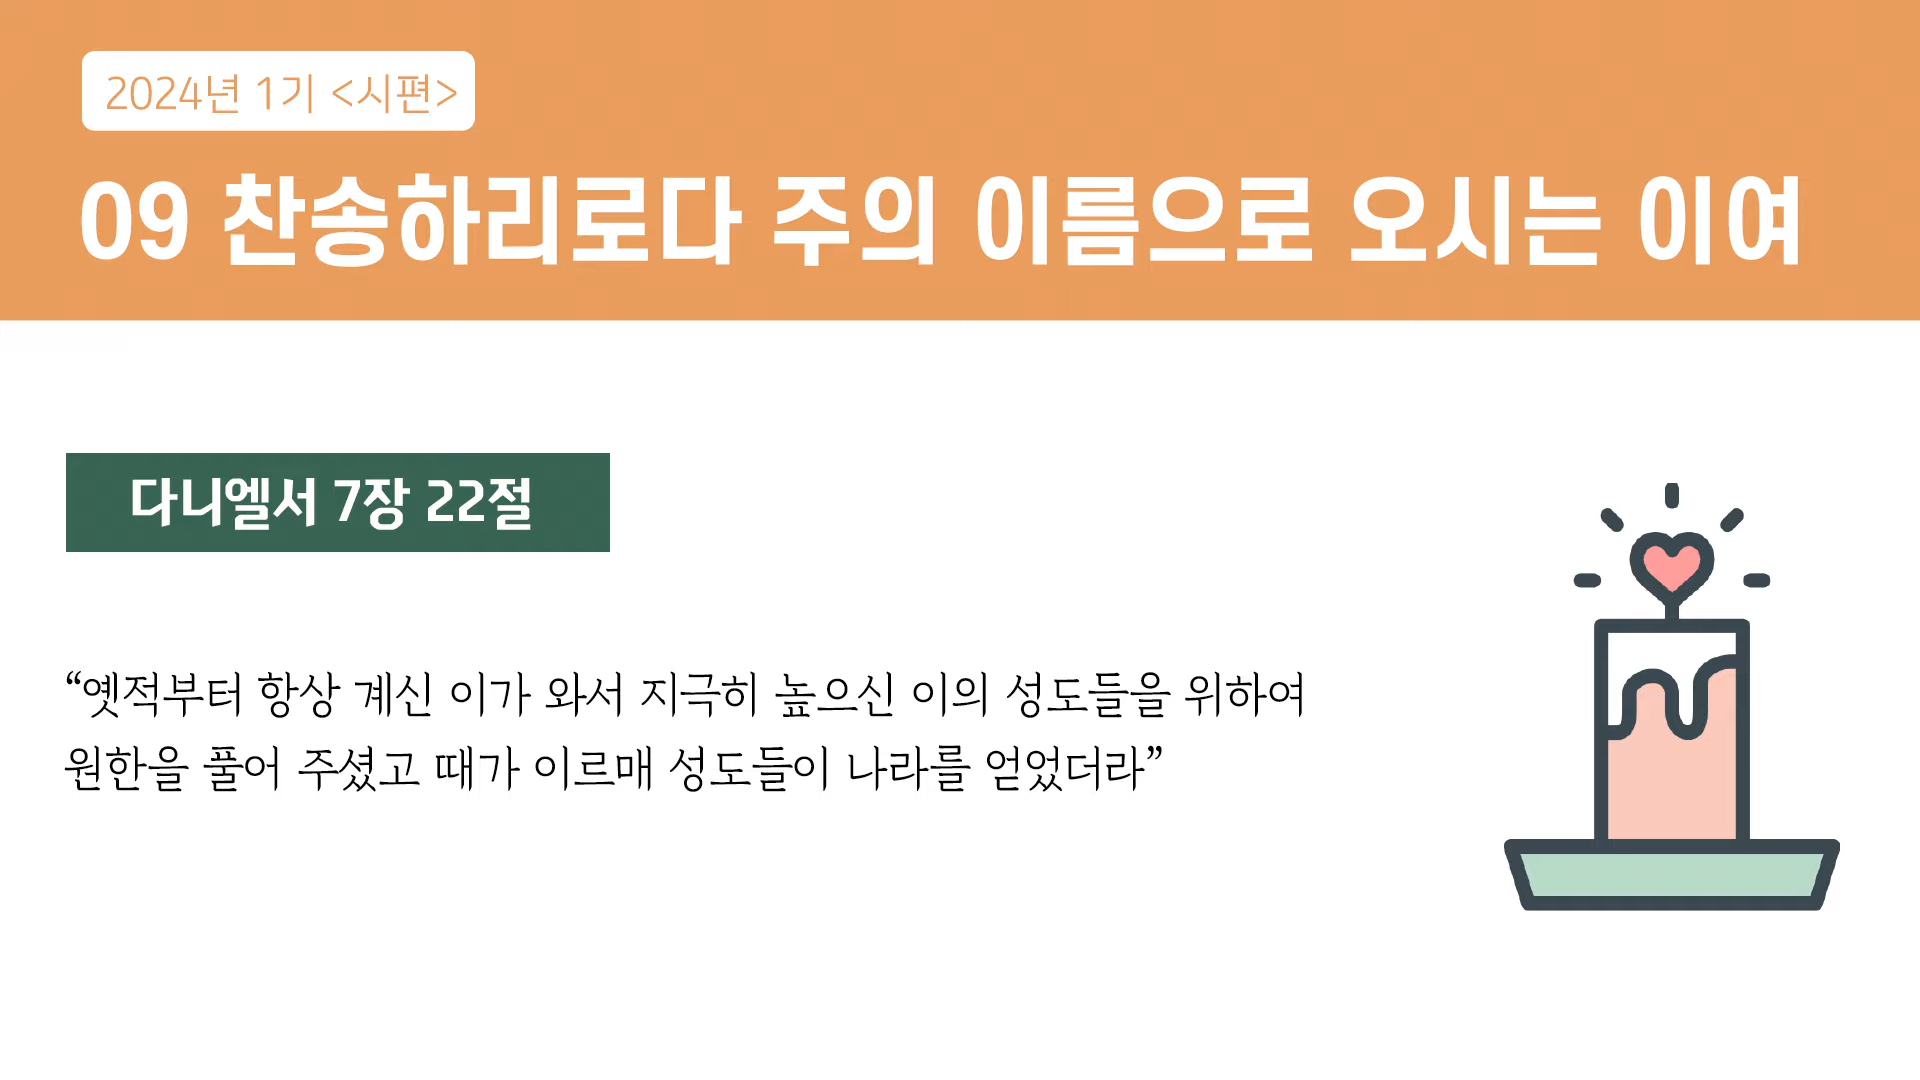 2024년 1기 <시편>
09 찬송하리로다 주의 이름으로 오시는 이여
다니엘서 7장 22절
“옛적부터 항상 계신 이가 와서 지극히 높으신 이의 성도들을 위하여
원한을 풀어 주셨고 때가 이르매 성도들이 나라를 얻었더라”